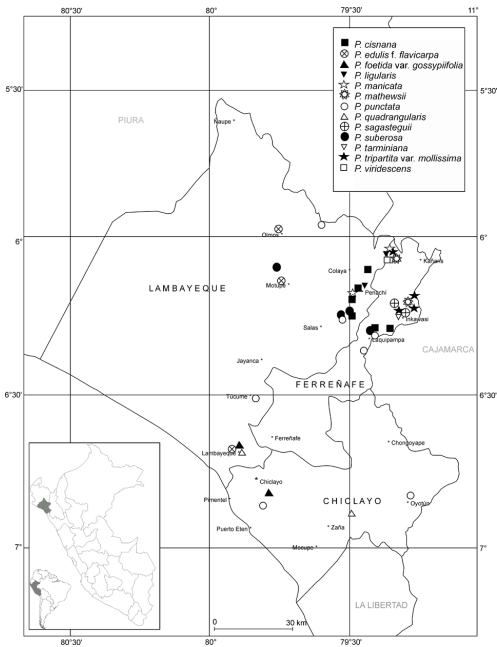 80°30"
80°
79°30"
11°
P. cisnana
P. edulis f. flavicarpa
P. foetida var. gossypiifolia
P. ligularis
P. manicata
P. mathewsii
P. punctata
P. quadrangularis
P. sagasteguii
P. suberosa
P. tarminiana
P. tripartita var. mollissima
P. viridescens
5°30"
PIURA
Ñaupe
6°
Olmos
Colaya
Kañaris
LAMBAYEQUE
Motupe
Penachí
Salas
Inkawasi
Laquipampa
CAJAMARCA
Jayanca
FERREÑAFE
6°30"
Túcume
Ferreñafe
Chongoyape
Lambayeque
Chiclayo
Pimentel
CHICLAYO
Oyotún
Puerto Eten
Zaña
Mocupe
7°
LA LIBERTAD
0 30 km
80°30"
80°
79°30"